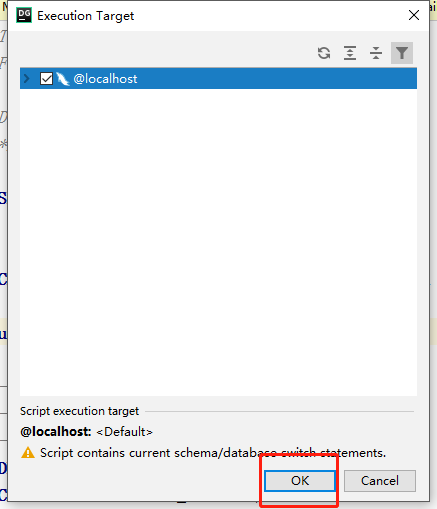 DG Execution Target
@localhost
Script execution target
@localhost: <Default>
Script contains current schema/database switch statements.
OK Cancel